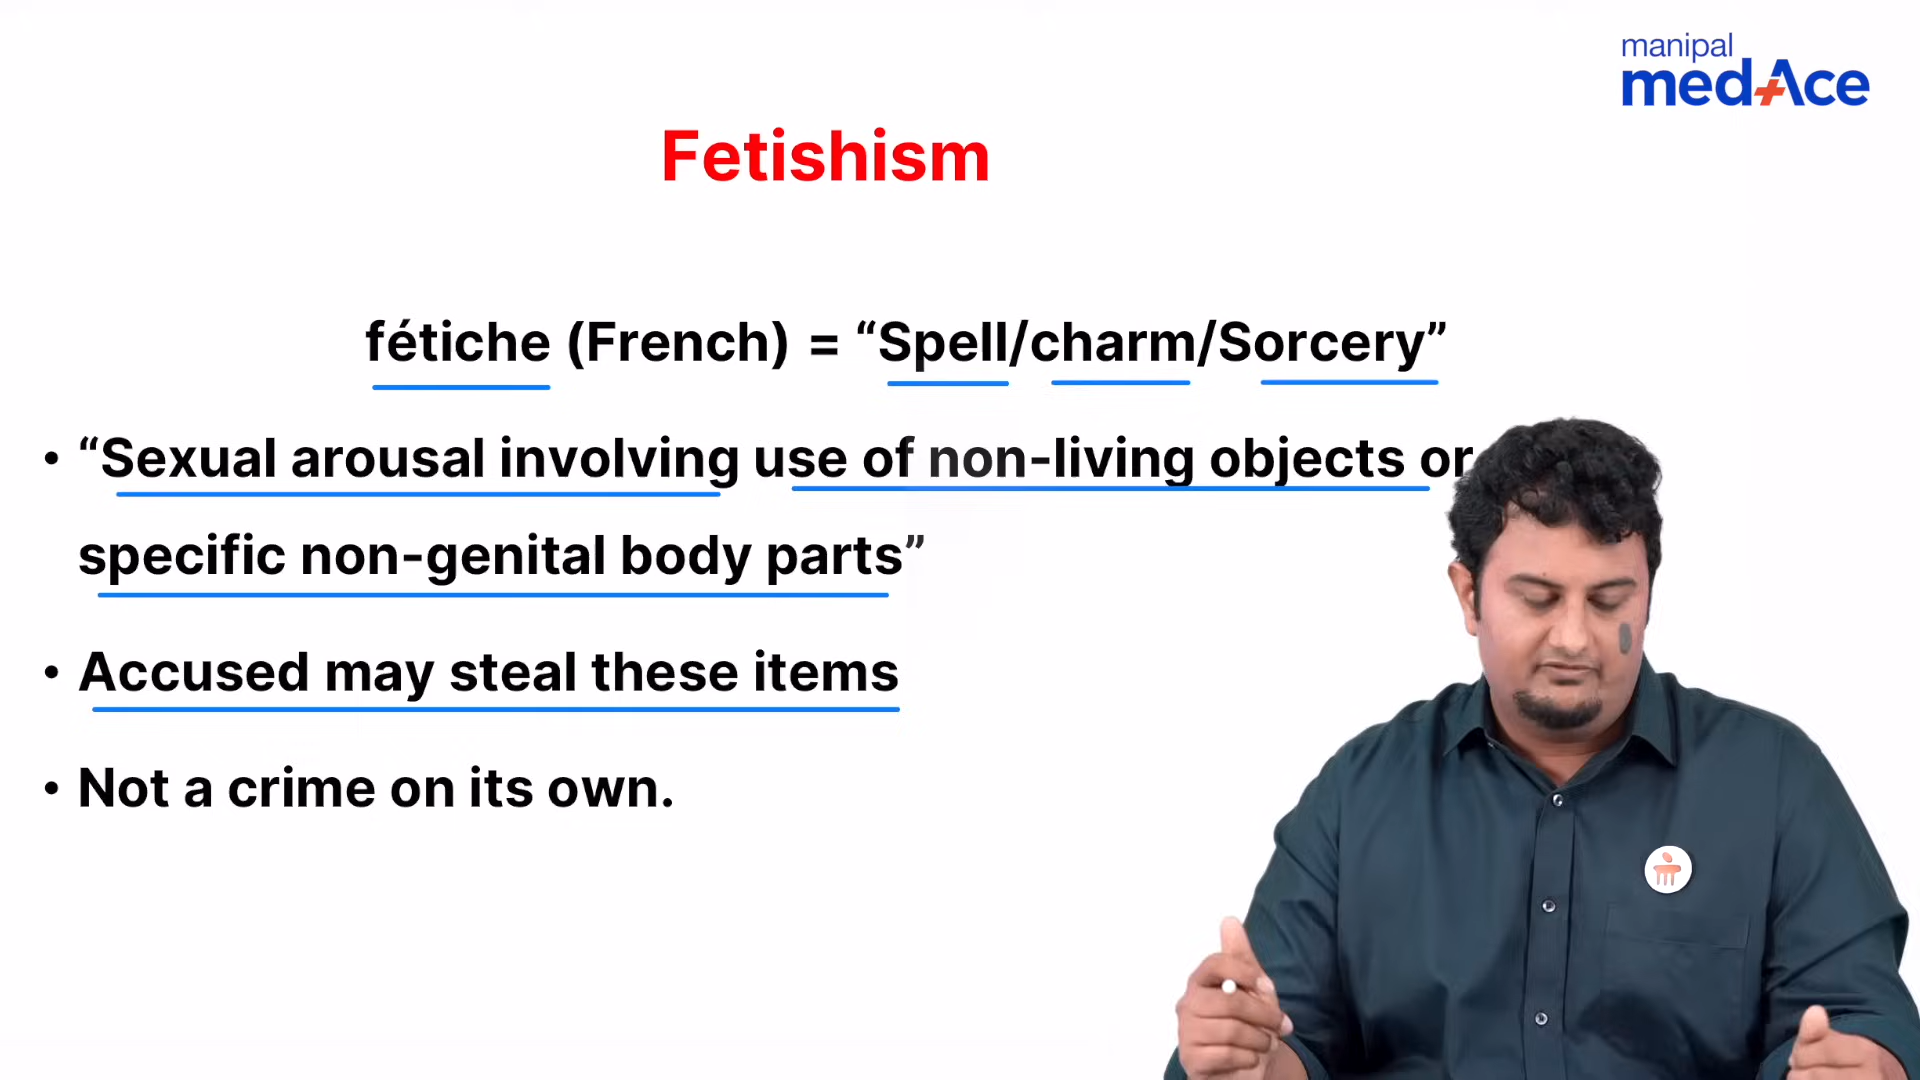 manipal
medAce
Fetishism
fétiche (French) = “Spell/charm/Sorcery”
• “Sexual arousal involving use of non-living objects or
specific non-genital body parts”
• Accused may steal these items
• Not a crime on its own.